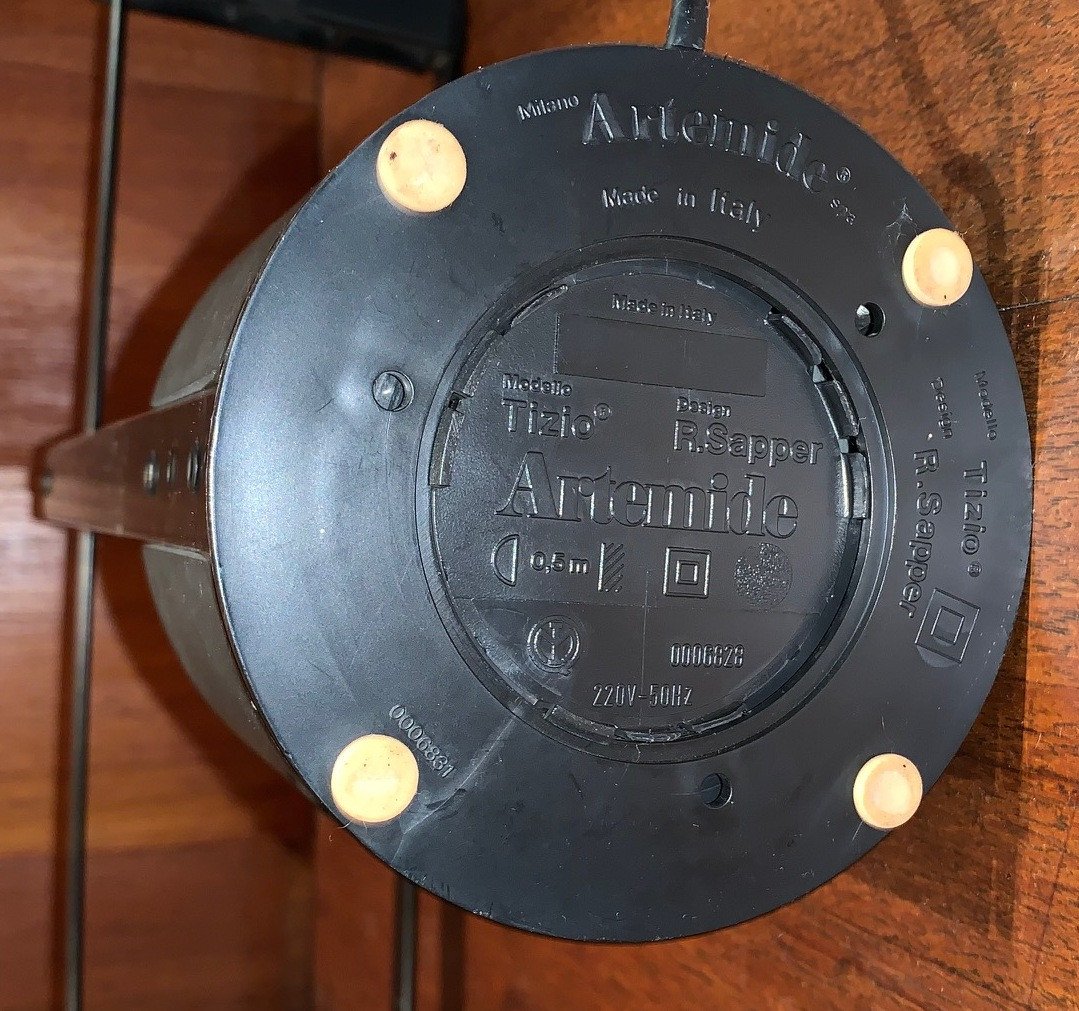 Milano Artemide® spa
Made in Italy
Made in Italy
Modello
Tizio®
Design
R.Sapper
Artemide
0,5m
0006828
220V-50Hz
Modello Tizio®
Design R.Sapper
0006831